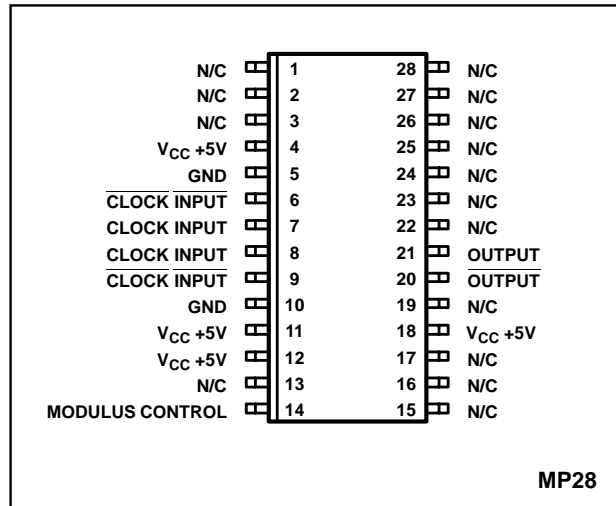 N/C 1 28 N/C
N/C 2 27 N/C
N/C 3 26 N/C
VCC +5V 4 25 N/C
GND 5 24 N/C
CLOCK INPUT 6 23 N/C
CLOCK INPUT 7 22 N/C
CLOCK INPUT 8 21 OUTPUT
CLOCK INPUT 9 20 OUTPUT
GND 10 19 N/C
VCC +5V 11 18 VCC +5V
VCC +5V 12 17 N/C
N/C 13 16 N/C
MODULUS CONTROL 14 15 N/C
MP28